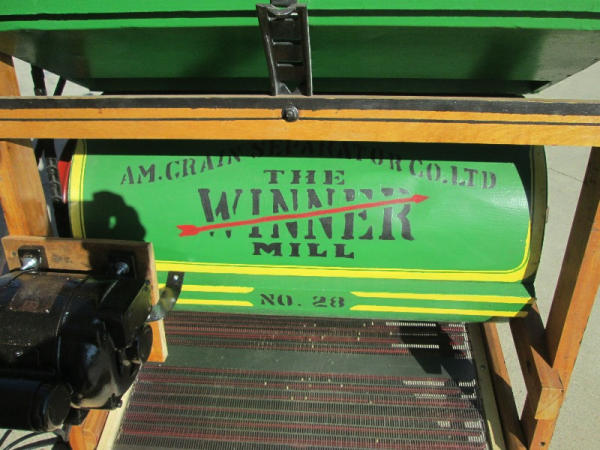 AM. GRAIN SEPARATOR CO. LTD
THE
WINNER
MILL
NO. 28